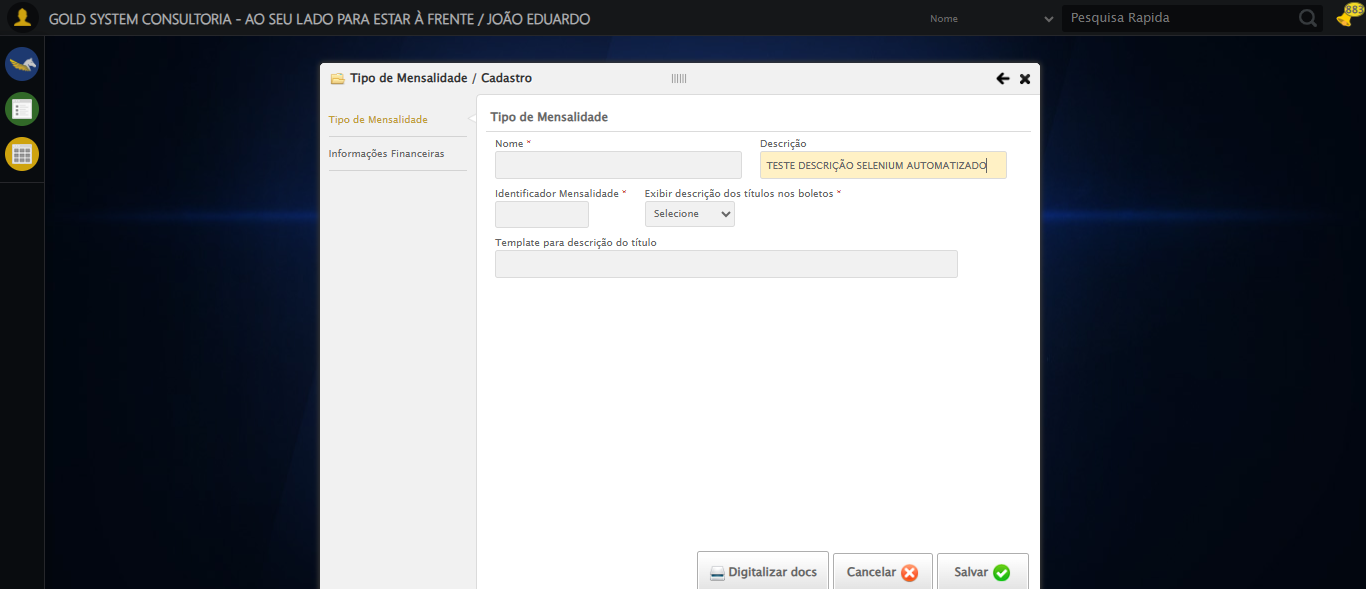 GOLD SYSTEM CONSULTORIA - AO SEU LADO PARA ESTAR À FRENTE / JOÃO EDUARDO
Nome
Pesquisa Rapida
883
Tipo de Mensalidade / Cadastro
Tipo de Mensalidade
Informações Financeiras
Tipo de Mensalidade
Nome *
Descrição
TESTE DESCRIÇÃO SELENIUM AUTOMATIZADO
Identificador Mensalidade *
Exibir descrição dos títulos nos boletos *
Selecione
Template para descrição do título
Digitalizar docs
Cancelar
Salvar